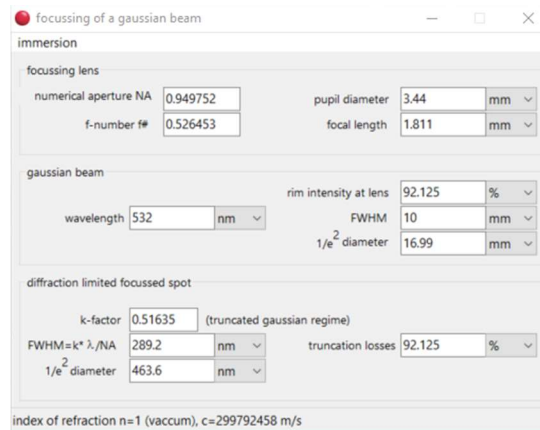 focussing of a gaussian beam
immersion
focussing lens
numerical aperture NA 0.949752 pupil diameter 3.44 mm
f-number f# 0.526453 focal length 1.811 mm
gaussian beam
rim intensity at lens 92.125 %
wavelength 532 nm FWHM 10 mm
1/e² diameter 16.99 mm
diffraction limited focussed spot
k-factor 0.51635 (truncated gaussian regime)
FWHM=k* λ/NA 289.2 nm truncation losses 92.125 %
1/e² diameter 463.6 nm
index of refraction n=1 (vaccum), c=299792458 m/s